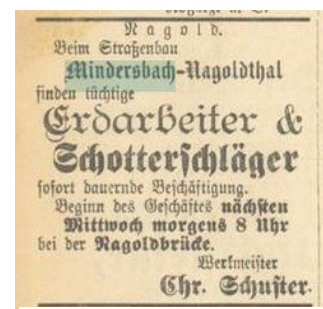 Nagold.
Beim Straßenbau
Mindersbach-Nagoldthal
finden tüchtige
Erdarbeiter &
Schotterschläger
sofort dauernde Beschäftigung.
Beginn des Geschäftes nächsten
Mittwoch morgens 8 Uhr
bei der Nagoldbrücke.
Werkmeister
Chr. Schuster.